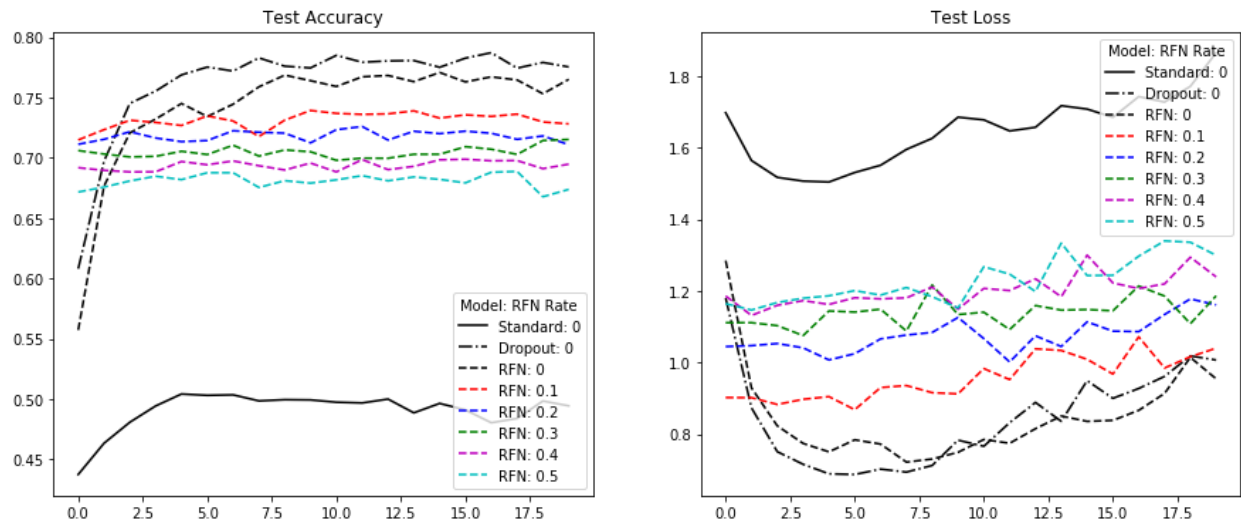 Test Accuracy
0.80
0.75
0.70
0.65
0.60
0.55
0.50
0.45
0.0 2.5 5.0 7.5 10.0 12.5 15.0 17.5
Model: RFN Rate
Standard: 0
Dropout: 0
RFN: 0
RFN: 0.1
RFN: 0.2
RFN: 0.3
RFN: 0.4
RFN: 0.5
Test Loss
1.8
1.6
1.4
1.2
1.0
0.8
0.0 2.5 5.0 7.5 10.0 12.5 15.0 17.5
Model: RFN Rate
Standard: 0
Dropout: 0
RFN: 0
RFN: 0.1
RFN: 0.2
RFN: 0.3
RFN: 0.4
RFN: 0.5